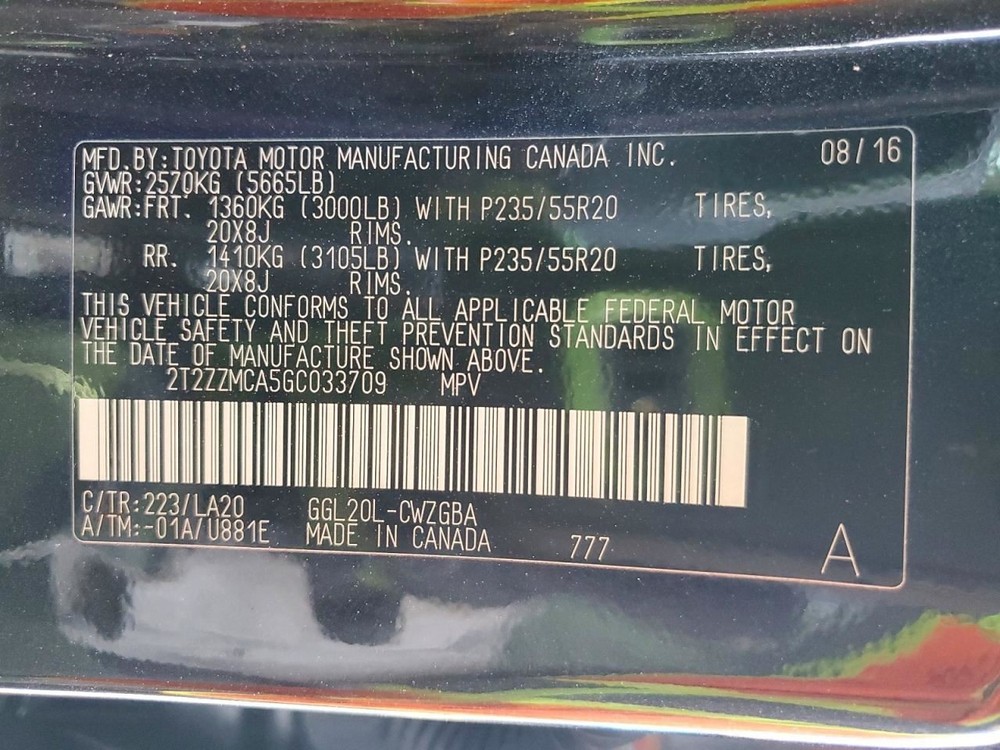 MFD.BY:TOYOTA MOTOR MANUFACTURING CANADA INC. 08/16
GVWR:2570KG (5665LB)
GAWR:FRT. 1360KG (3000LB) WITH P235/55R20 TIRES,
20X8J RIMS.
RR. 1410KG (3105LB) WITH P235/55R20 TIRES,
20X8J RIMS.
THIS VEHICLE CONFORMS TO ALL APPLICABLE FEDERAL MOTOR
VEHICLE SAFETY AND THEFT PREVENTION STANDARDS IN EFFECT ON
THE DATE OF MANUFACTURE SHOWN ABOVE.
2T2ZZMCA5GC033709 MPV
C/TR:223/LA20 GGL20L-CWZGBA
A/TM:-01A/U881E MADE IN CANADA 777 A